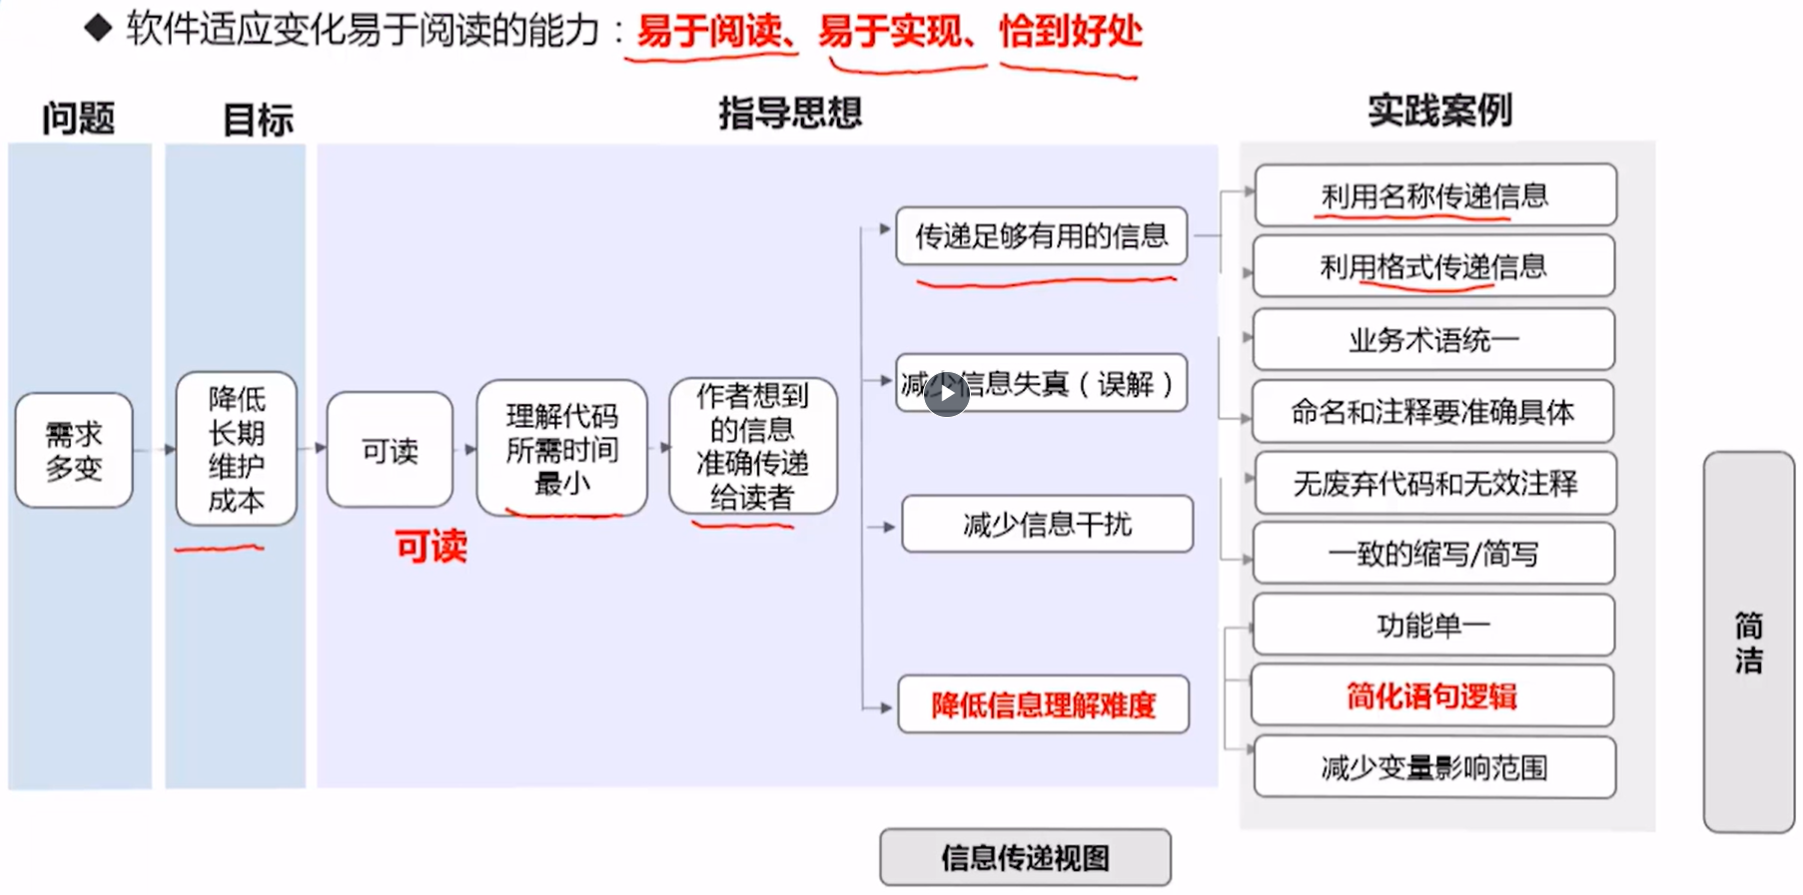 ◆ 软件适应变化易于阅读的能力：易于阅读、易于实现、恰到好处
问题
目标
指导思想
实践案例
需求
多变
降低
长期
维护
成本
可读
可读
理解代码
所需时间
最小
作者想到
的信息
准确传递
给读者
传递足够有用的信息
减少信息失真（误解）
减少信息干扰
降低信息理解难度
利用名称传递信息
利用格式传递信息
业务术语统一
命名和注释要准确具体
无废弃代码和无效注释
一致的缩写/简写
功能单一
简化语句逻辑
减少变量影响范围
简
洁
信息传递视图